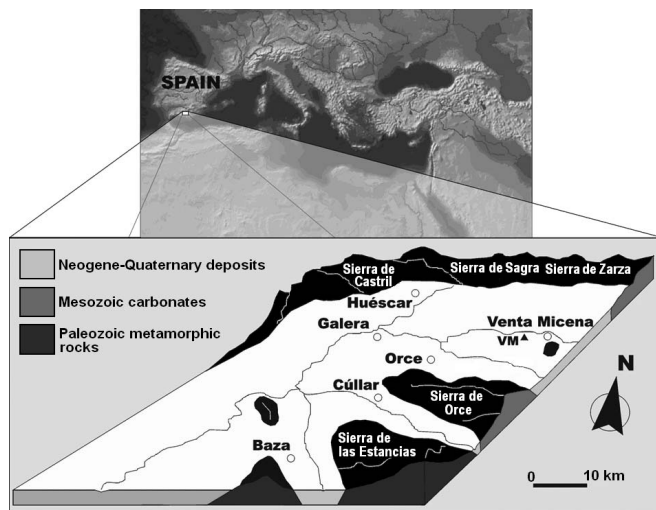 SPAIN
Neogene-Quaternary deposits
Mesozoic carbonates
Paleozoic metamorphic
rocks
Sierra de
Castril
Sierra de Sagra
Sierra de Zarza
Huéscar
Galera
Venta Micena
VM
Orce
Cúllar
Sierra de
Orce
Baza
Sierra de
las Estancias
N
0 10 km